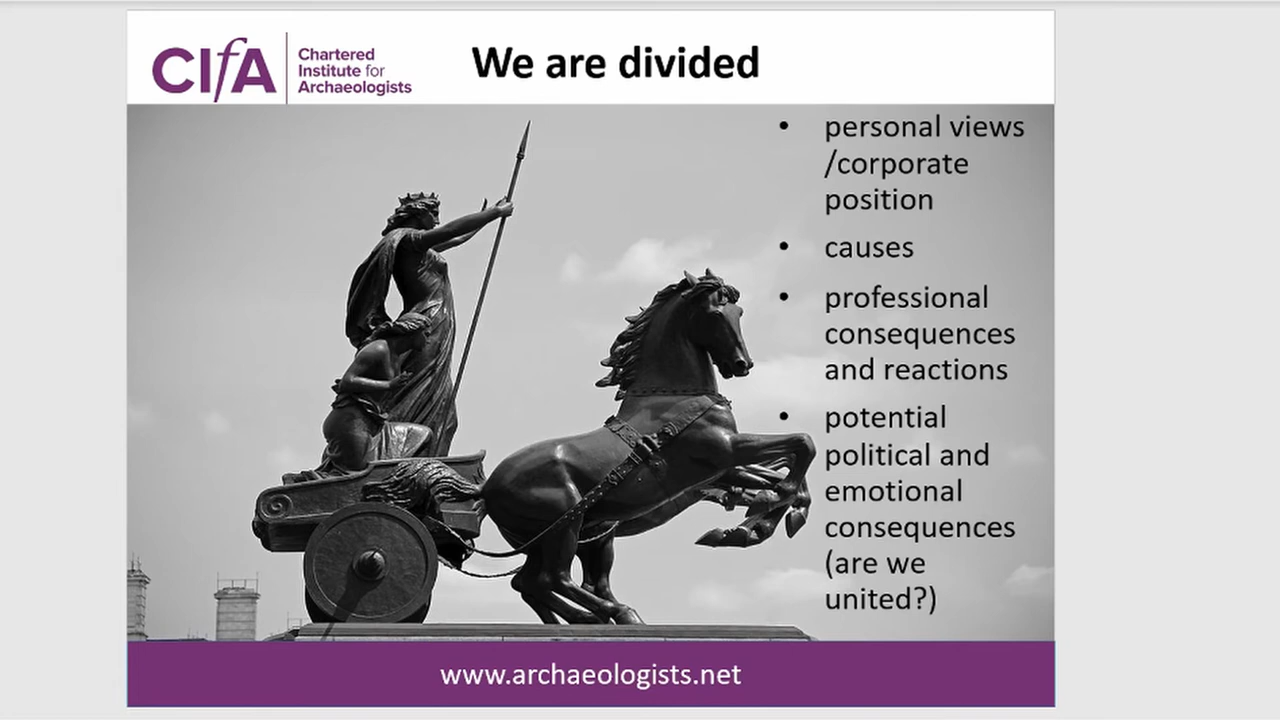 CIfA
Chartered
Institute for
Archaeologists
We are divided
• personal views
/corporate
position
• causes
• professional
consequences
and reactions
• potential
political and
emotional
consequences
(are we
united?)
www.archaeologists.net